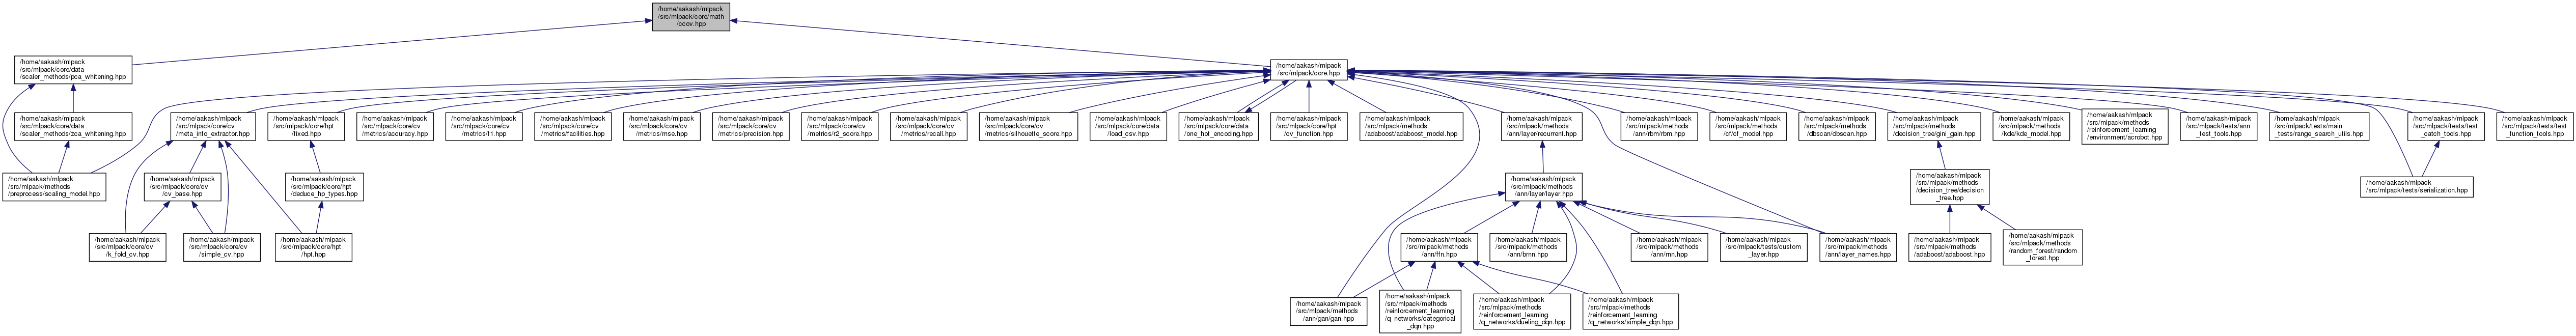 /home/aakash/mlpack
/src/mlpack/core/math
/ccov.hpp
/home/aakash/mlpack
/src/mlpack/core/data
/scaler_methods/pca_whitening.hpp
/home/aakash/mlpack
/src/mlpack/core.hpp
/home/aakash/mlpack
/src/mlpack/core/data
/scaler_methods/zca_whitening.hpp
/home/aakash/mlpack
/src/mlpack/core/cv
/meta_info_extractor.hpp
/home/aakash/mlpack
/src/mlpack/core/hpt
/fixed.hpp
/home/aakash/mlpack
/src/mlpack/core/cv
/metrics/accuracy.hpp
/home/aakash/mlpack
/src/mlpack/core/cv
/metrics/f1.hpp
/home/aakash/mlpack
/src/mlpack/core/cv
/metrics/facilities.hpp
/home/aakash/mlpack
/src/mlpack/core/cv
/metrics/mse.hpp
/home/aakash/mlpack
/src/mlpack/core/cv
/metrics/precision.hpp
/home/aakash/mlpack
/src/mlpack/core/cv
/metrics/r2_score.hpp
/home/aakash/mlpack
/src/mlpack/core/cv
/metrics/recall.hpp
/home/aakash/mlpack
/src/mlpack/core/cv
/metrics/silhouette_score.hpp
/home/aakash/mlpack
/src/mlpack/core/data
/load_csv.hpp
/home/aakash/mlpack
/src/mlpack/core/data
/one_hot_encoding.hpp
/home/aakash/mlpack
/src/mlpack/core/hpt
/cv_function.hpp
/home/aakash/mlpack
/src/mlpack/methods
/adaboost/adaboost_model.hpp
/home/aakash/mlpack
/src/mlpack/methods
/ann/layer/recurrent.hpp
/home/aakash/mlpack
/src/mlpack/methods
/ann/rbm/rbm.hpp
/home/aakash/mlpack
/src/mlpack/methods
/cf/cf_model.hpp
/home/aakash/mlpack
/src/mlpack/methods
/dbscan/dbscan.hpp
/home/aakash/mlpack
/src/mlpack/methods
/decision_tree/gini_gain.hpp
/home/aakash/mlpack
/src/mlpack/methods
/kde/kde_model.hpp
/home/aakash/mlpack
/src/mlpack/methods
/reinforcement_learning
/environment/acrobot.hpp
/home/aakash/mlpack
/src/mlpack/tests/ann
_test_tools.hpp
/home/aakash/mlpack
/src/mlpack/tests/main
_tests/range_search_utils.hpp
/home/aakash/mlpack
/src/mlpack/tests/test
_catch_tools.hpp
/home/aakash/mlpack
/src/mlpack/tests/test
_function_tools.hpp
/home/aakash/mlpack
/src/mlpack/methods
/preprocess/scaling_model.hpp
/home/aakash/mlpack
/src/mlpack/core/cv
/cv_base.hpp
/home/aakash/mlpack
/src/mlpack/core/hpt
/deduce_hp_types.hpp
/home/aakash/mlpack
/src/mlpack/methods
/ann/layer/layer.hpp
/home/aakash/mlpack
/src/mlpack/methods
/decision_tree/decision
_tree.hpp
/home/aakash/mlpack
/src/mlpack/tests/serialization.hpp
/home/aakash/mlpack
/src/mlpack/core/cv
/k_fold_cv.hpp
/home/aakash/mlpack
/src/mlpack/core/cv
/simple_cv.hpp
/home/aakash/mlpack
/src/mlpack/core/hpt
/hpt.hpp
/home/aakash/mlpack
/src/mlpack/methods
/ann/ffn.hpp
/home/aakash/mlpack
/src/mlpack/methods
/ann/brnn.hpp
/home/aakash/mlpack
/src/mlpack/methods
/ann/rnn.hpp
/home/aakash/mlpack
/src/mlpack/tests/custom
_layer.hpp
/home/aakash/mlpack
/src/mlpack/methods
/ann/layer_names.hpp
/home/aakash/mlpack
/src/mlpack/methods
/adaboost/adaboost.hpp
/home/aakash/mlpack
/src/mlpack/methods
/random_forest/random
_forest.hpp
/home/aakash/mlpack
/src/mlpack/methods
/ann/gan/gan.hpp
/home/aakash/mlpack
/src/mlpack/methods
/reinforcement_learning
/q_networks/categorical
_dqn.hpp
/home/aakash/mlpack
/src/mlpack/methods
/reinforcement_learning
/q_networks/dueling_dqn.hpp
/home/aakash/mlpack
/src/mlpack/methods
/reinforcement_learning
/q_networks/simple_dqn.hpp